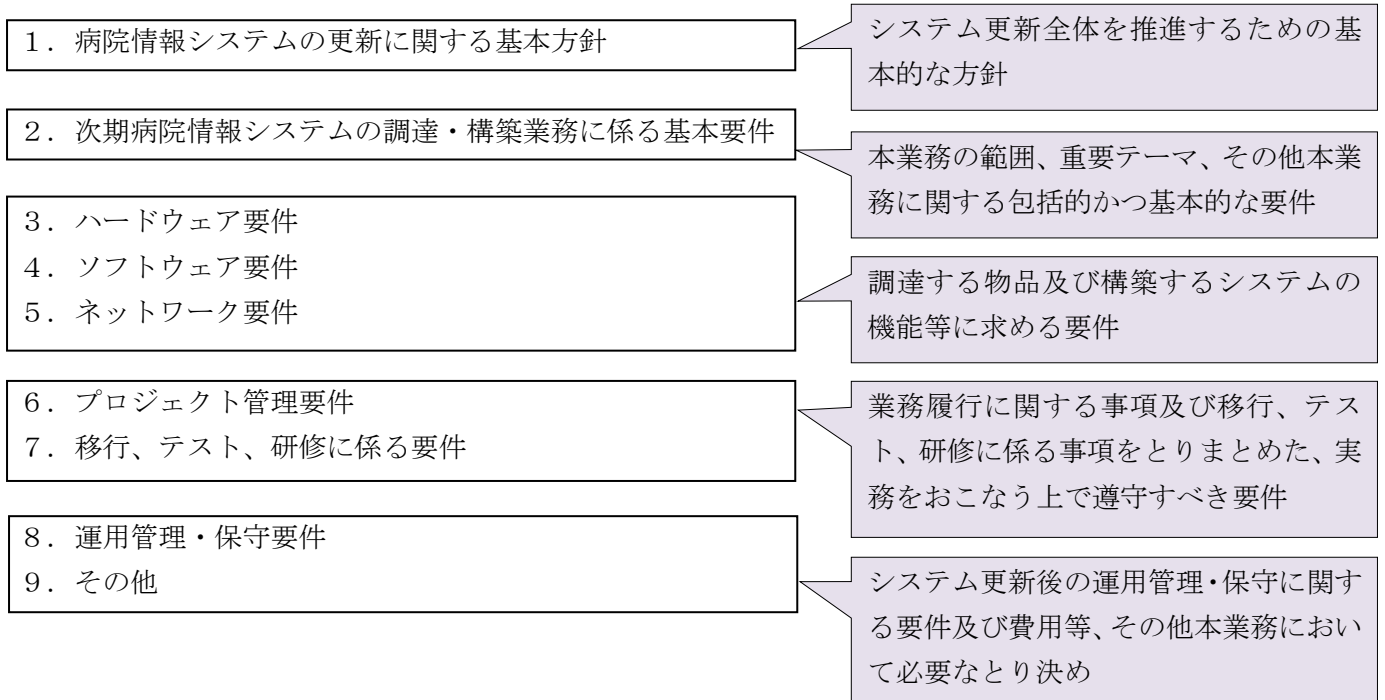 １．病院情報システムの更新に関する基本方針
システム更新全体を推進するための基
本的な方針
２．次期病院情報システムの調達・構築業務に係る基本要件
本業務の範囲、重要テーマ、その他本業
務に関する包括的かつ基本的な要件
３．ハードウェア要件
４．ソフトウェア要件
５．ネットワーク要件
調達する物品及び構築するシステムの
機能等に求める要件
６．プロジェクト管理要件
７．移行、テスト、研修に係る要件
業務履行に関する事項及び移行、テス
ト、研修に係る事項をとりまとめた、実
務をおこなう上で遵守すべき要件
８．運用管理・保守要件
９．その他
システム更新後の運用管理・保守に関す
る要件及び費用等、その他本業務におい
て必要なとり決め